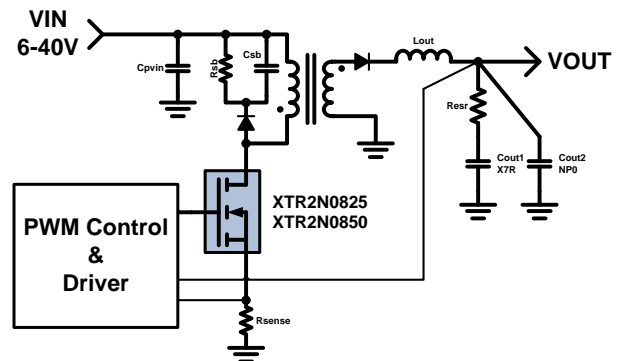 VIN
6-40V
Cpvin
Rsb
Csb
Lout
VOUT
Resr
Cout1
X7R
Cout2
NP0
XTR2N0825
XTR2N0850
PWM Control
&
Driver
Rsense